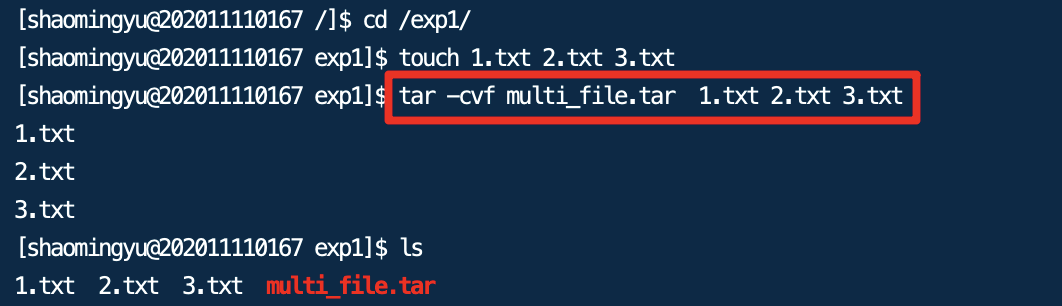 [shaomingyu@202011110167 /]$ cd /exp1/
[shaomingyu@202011110167 exp1]$ touch 1.txt 2.txt 3.txt
[shaomingyu@202011110167 exp1]$ tar -cvf multi_file.tar  1.txt 2.txt 3.txt
1.txt
2.txt
3.txt
[shaomingyu@202011110167 exp1]$ ls
1.txt  2.txt  3.txt  multi_file.tar